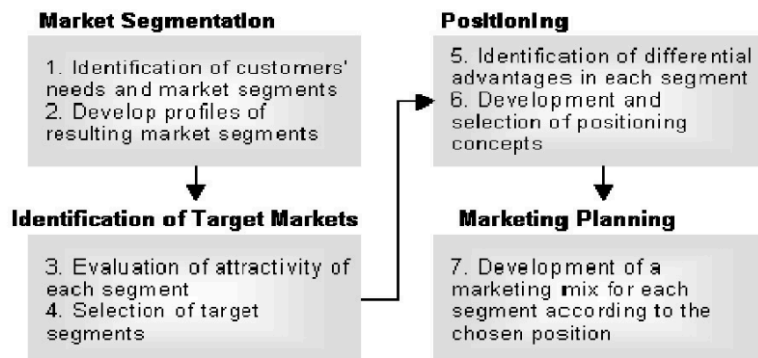 Market Segmentation
1. Identification of customers'
needs and market segments
2. Develop profiles of
resulting market segments
Identification of Target Markets
3. Evaluation of attractivity of
each segment
4. Selection of target
segments
Positioning
5. Identification of differential
advantages in each segment
6. Development and
selection of positioning
concepts
Marketing Planning
7. Development of a
marketing mix for each
segment according to the
chosen position